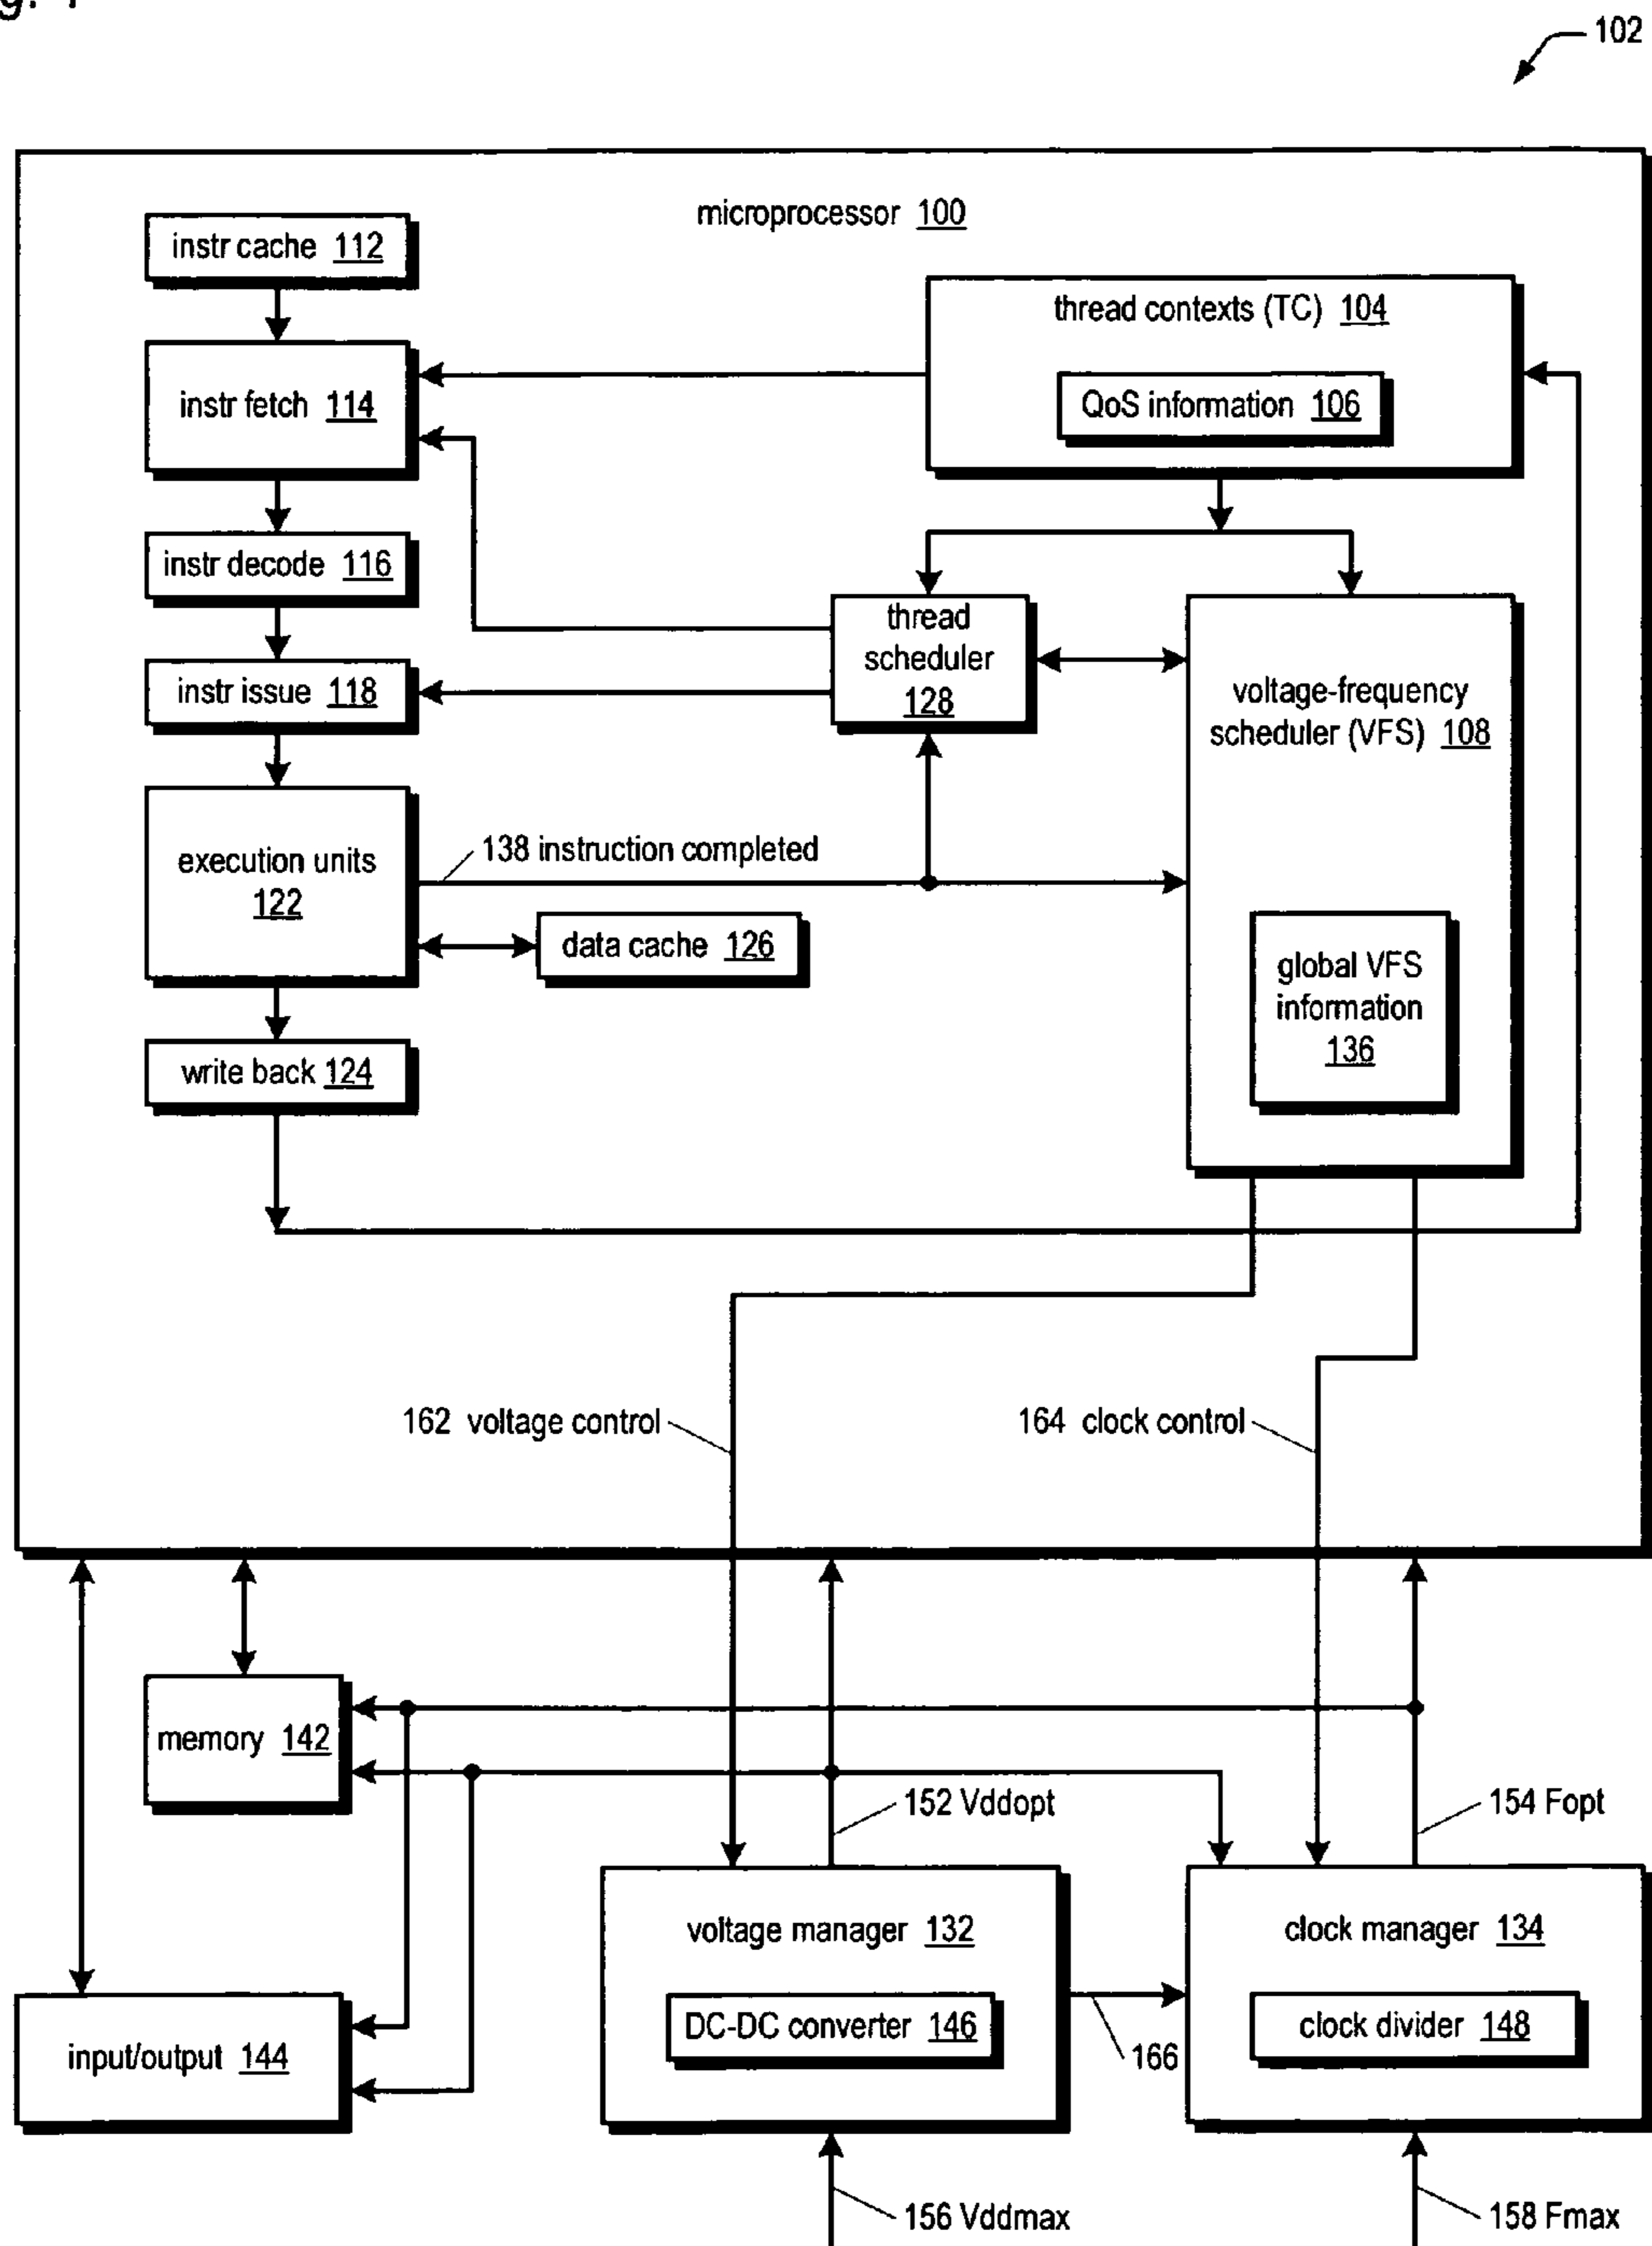 102
microprocessor 100
instr cache 112
thread contexts (TC) 104
instr fetch 114
QoS information 106
instr decode 116
thread
scheduler
128
instr issue 118
voltage-frequency
scheduler (VFS) 108
138 instruction completed
execution units
122
data cache 126
global VFS
information
136
write back 124
162 voltage control
164 clock control
memory 142
152 Vddopt
154 Fopt
voltage manager 132
clock manager 134
DC-DC converter 146
clock divider 148
input/output 144
166
156 Vddmax
158 Fmax